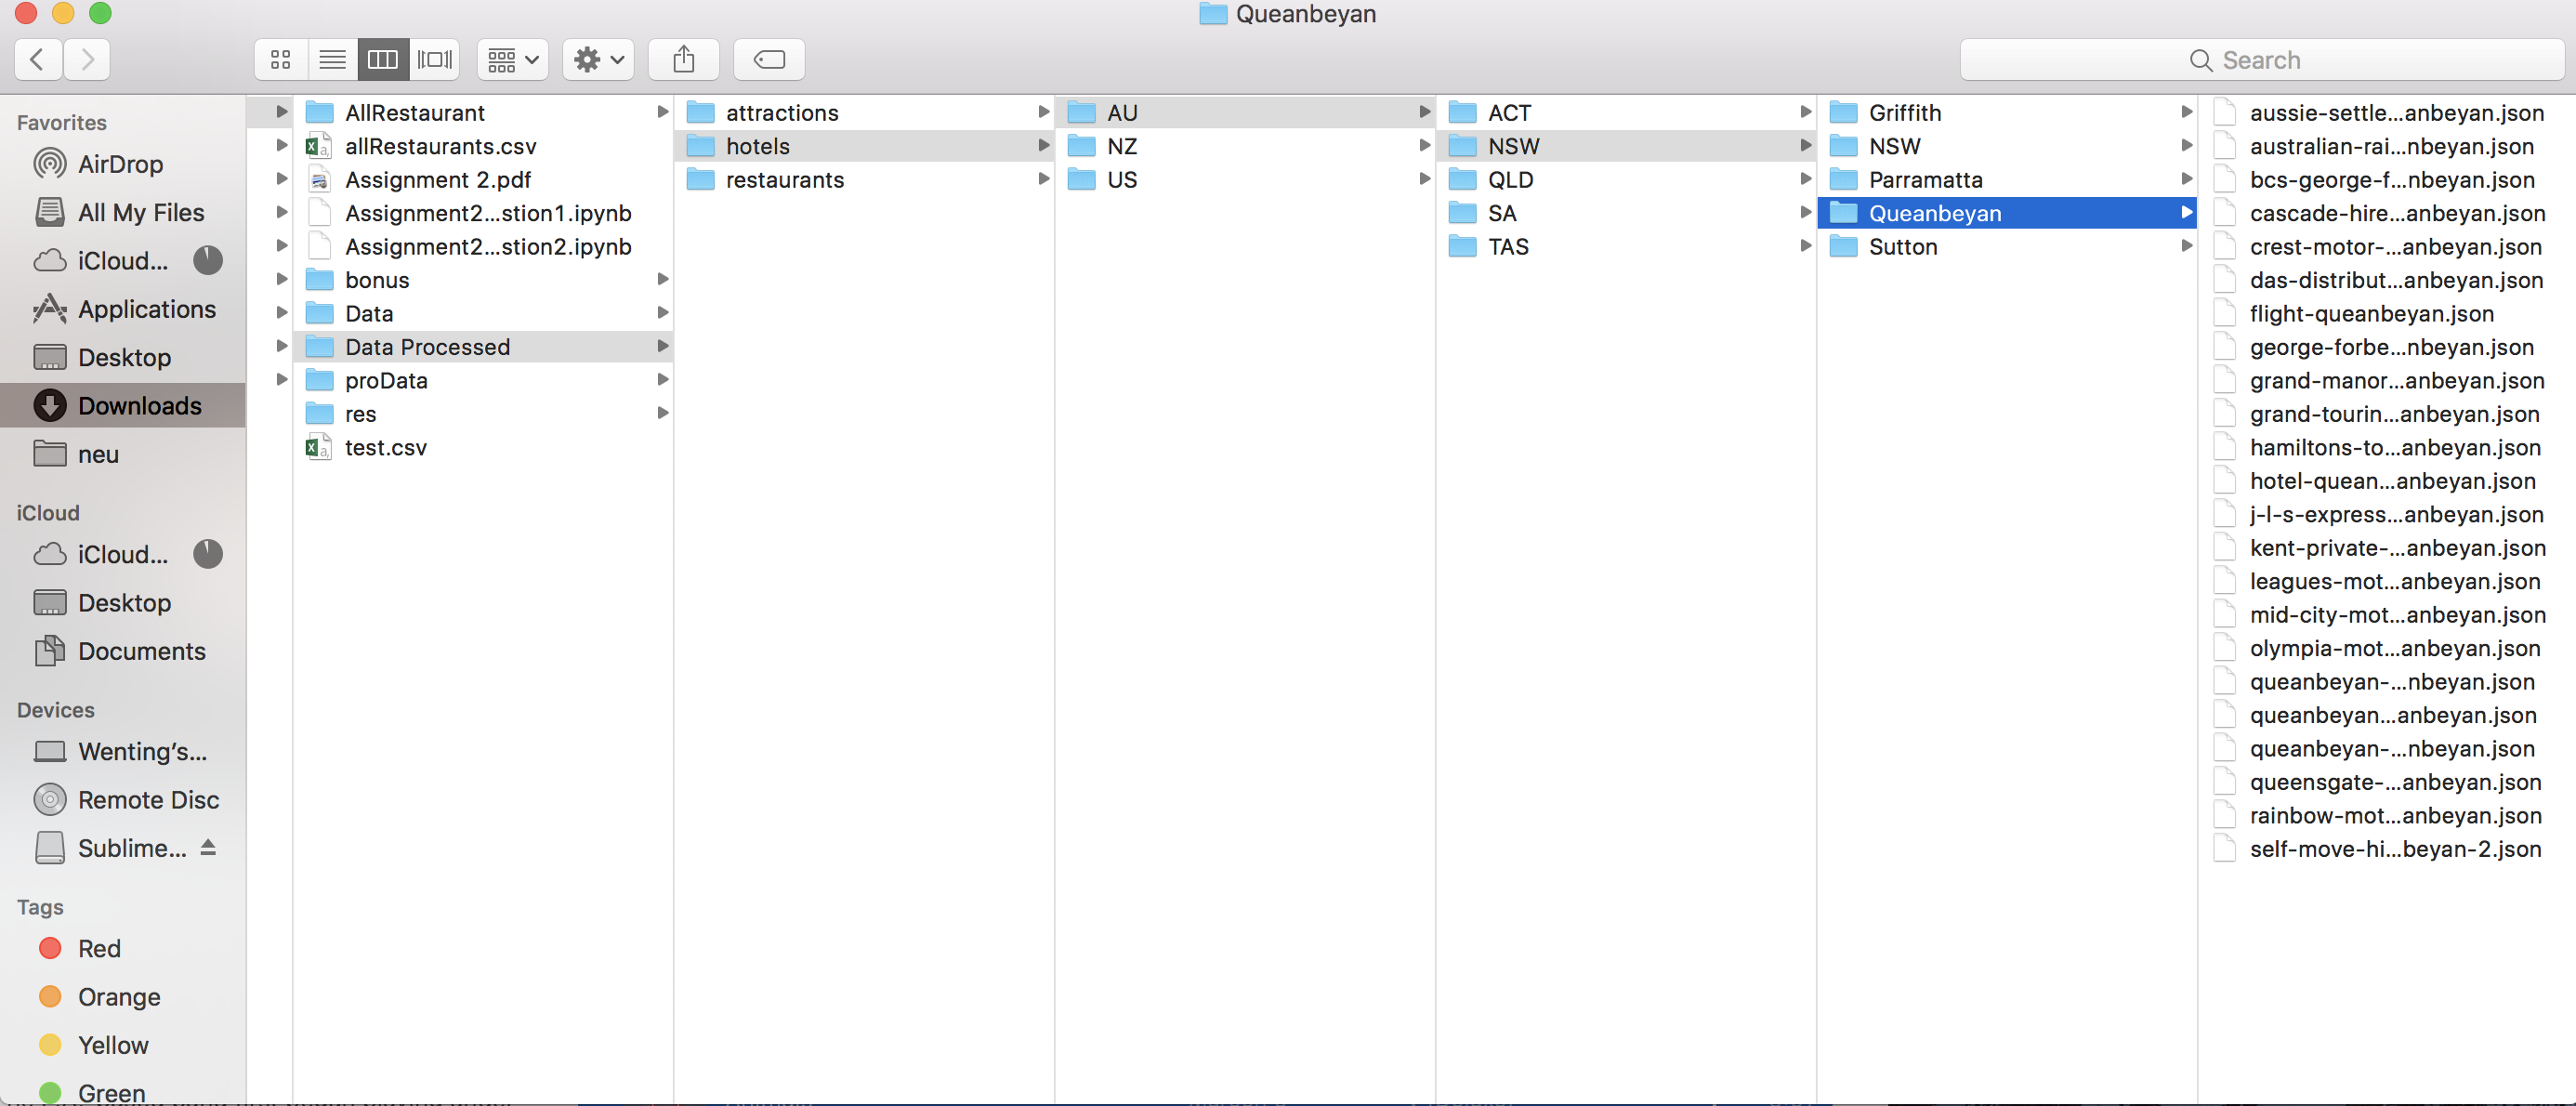 Queanbeyan
Search
Favorites
AirDrop
All My Files
iCloud...
Applications
Desktop
Downloads
neu
iCloud
iCloud...
Desktop
Documents
Devices
Wenting’s...
Remote Disc
Sublime...
Tags
Red
Orange
Yellow
Green
AllRestaurant
allRestaurants.csv
Assignment 2.pdf
Assignment2...stion1.ipynb
Assignment2...stion2.ipynb
bonus
Data
Data Processed
proData
res
test.csv
attractions
hotels
restaurants
AU
NZ
US
ACT
NSW
QLD
SA
TAS
Griffith
NSW
Parramatta
Queanbeyan
Sutton
aussie-settle...anbeyan.json
australian-rai...nbeyan.json
bcs-george-f...nbeyan.json
cascade-hire...anbeyan.json
crest-motor-...anbeyan.json
das-distribut...anbeyan.json
flight-queanbeyan.json
george-forbe...nbeyan.json
grand-manor...anbeyan.json
grand-tourin...anbeyan.json
hamiltons-to...anbeyan.json
hotel-quean...anbeyan.json
j-l-s-express...anbeyan.json
kent-private-...anbeyan.json
leagues-mot...anbeyan.json
mid-city-mot...anbeyan.json
olympia-mot...anbeyan.json
queanbeyan-...nbeyan.json
queanbeyan...anbeyan.json
queanbeyan-...nbeyan.json
queensgate-...anbeyan.json
rainbow-mot...anbeyan.json
self-move-hi...beyan-2.json